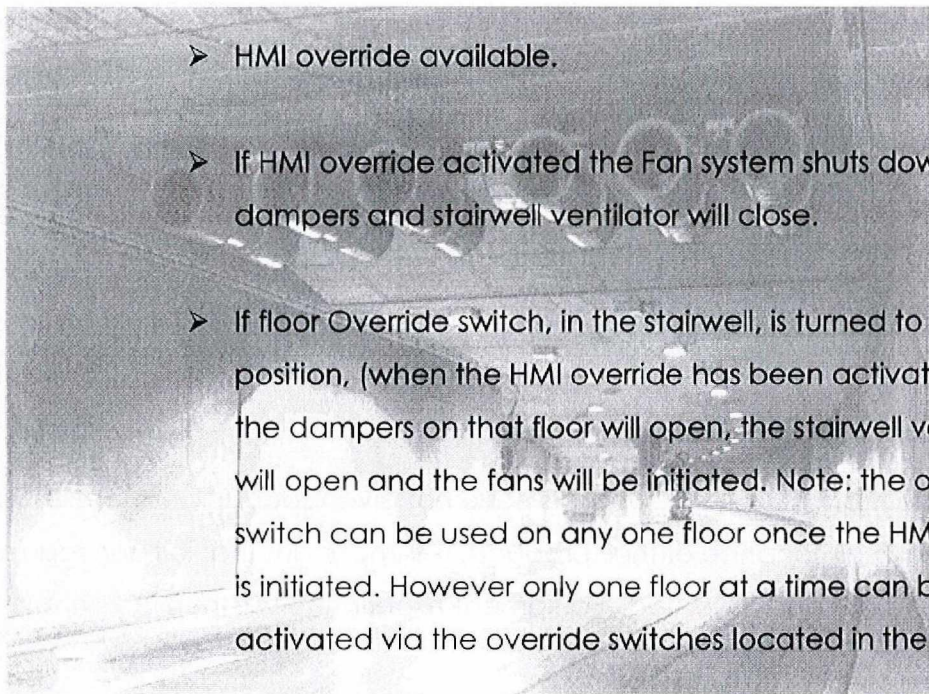 ➤ HMI override available.
➤ If HMI override activated the Fan system shuts dow
dampers and stairwell ventilator will close.
➤ If floor Override switch, in the stairwell, is turned to
position, (when the HMI override has been activat
the dampers on that floor will open, the stairwell v
will open and the fans will be initiated. Note: the o
switch can be used on any one floor once the HM
is initiated. However only one floor at a time can b
activated via the override switches located in the